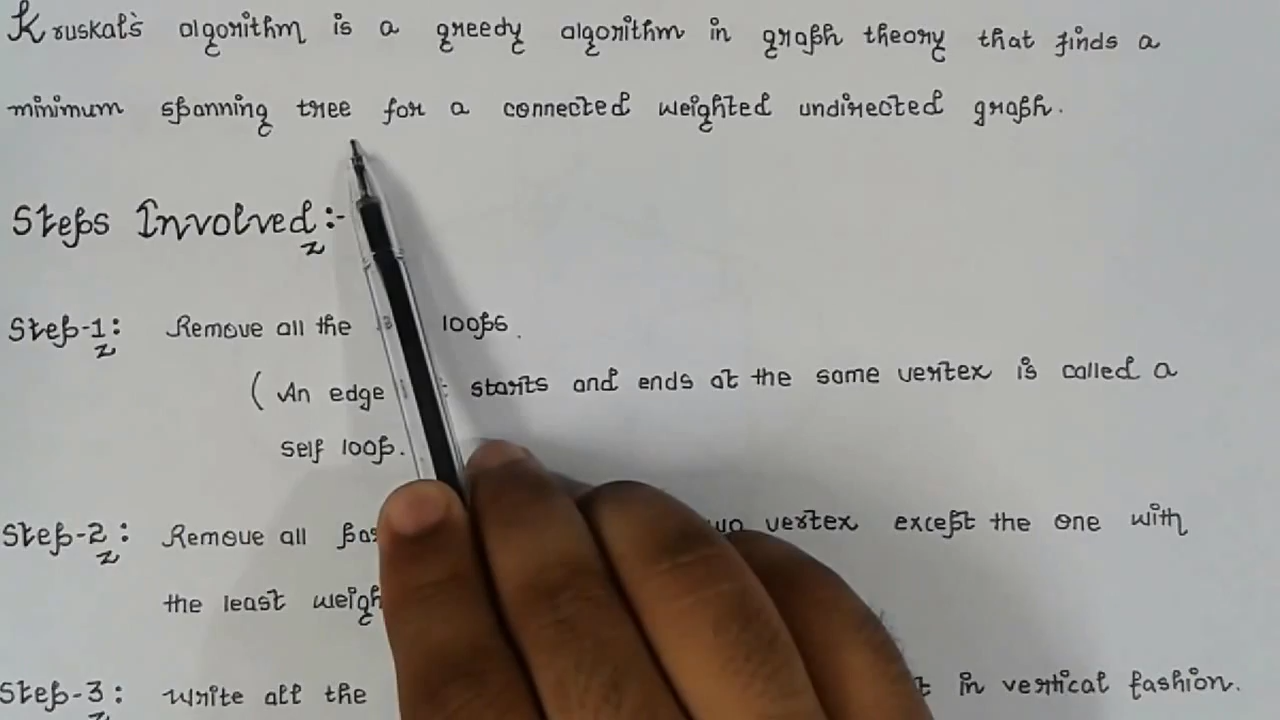 Kruskal's algorithm is a greedy algorithm in graph theory that finds a
minimum spanning tree for a connected weighted undirected graph.
Steps Involved:-
Step-1: Remove all the loops.
(An edge starts and ends at the same vertex is called a
self loop.
Step-2: Remove all vertex except the one with
the least
Step-3: Write all the in vertical fashion.